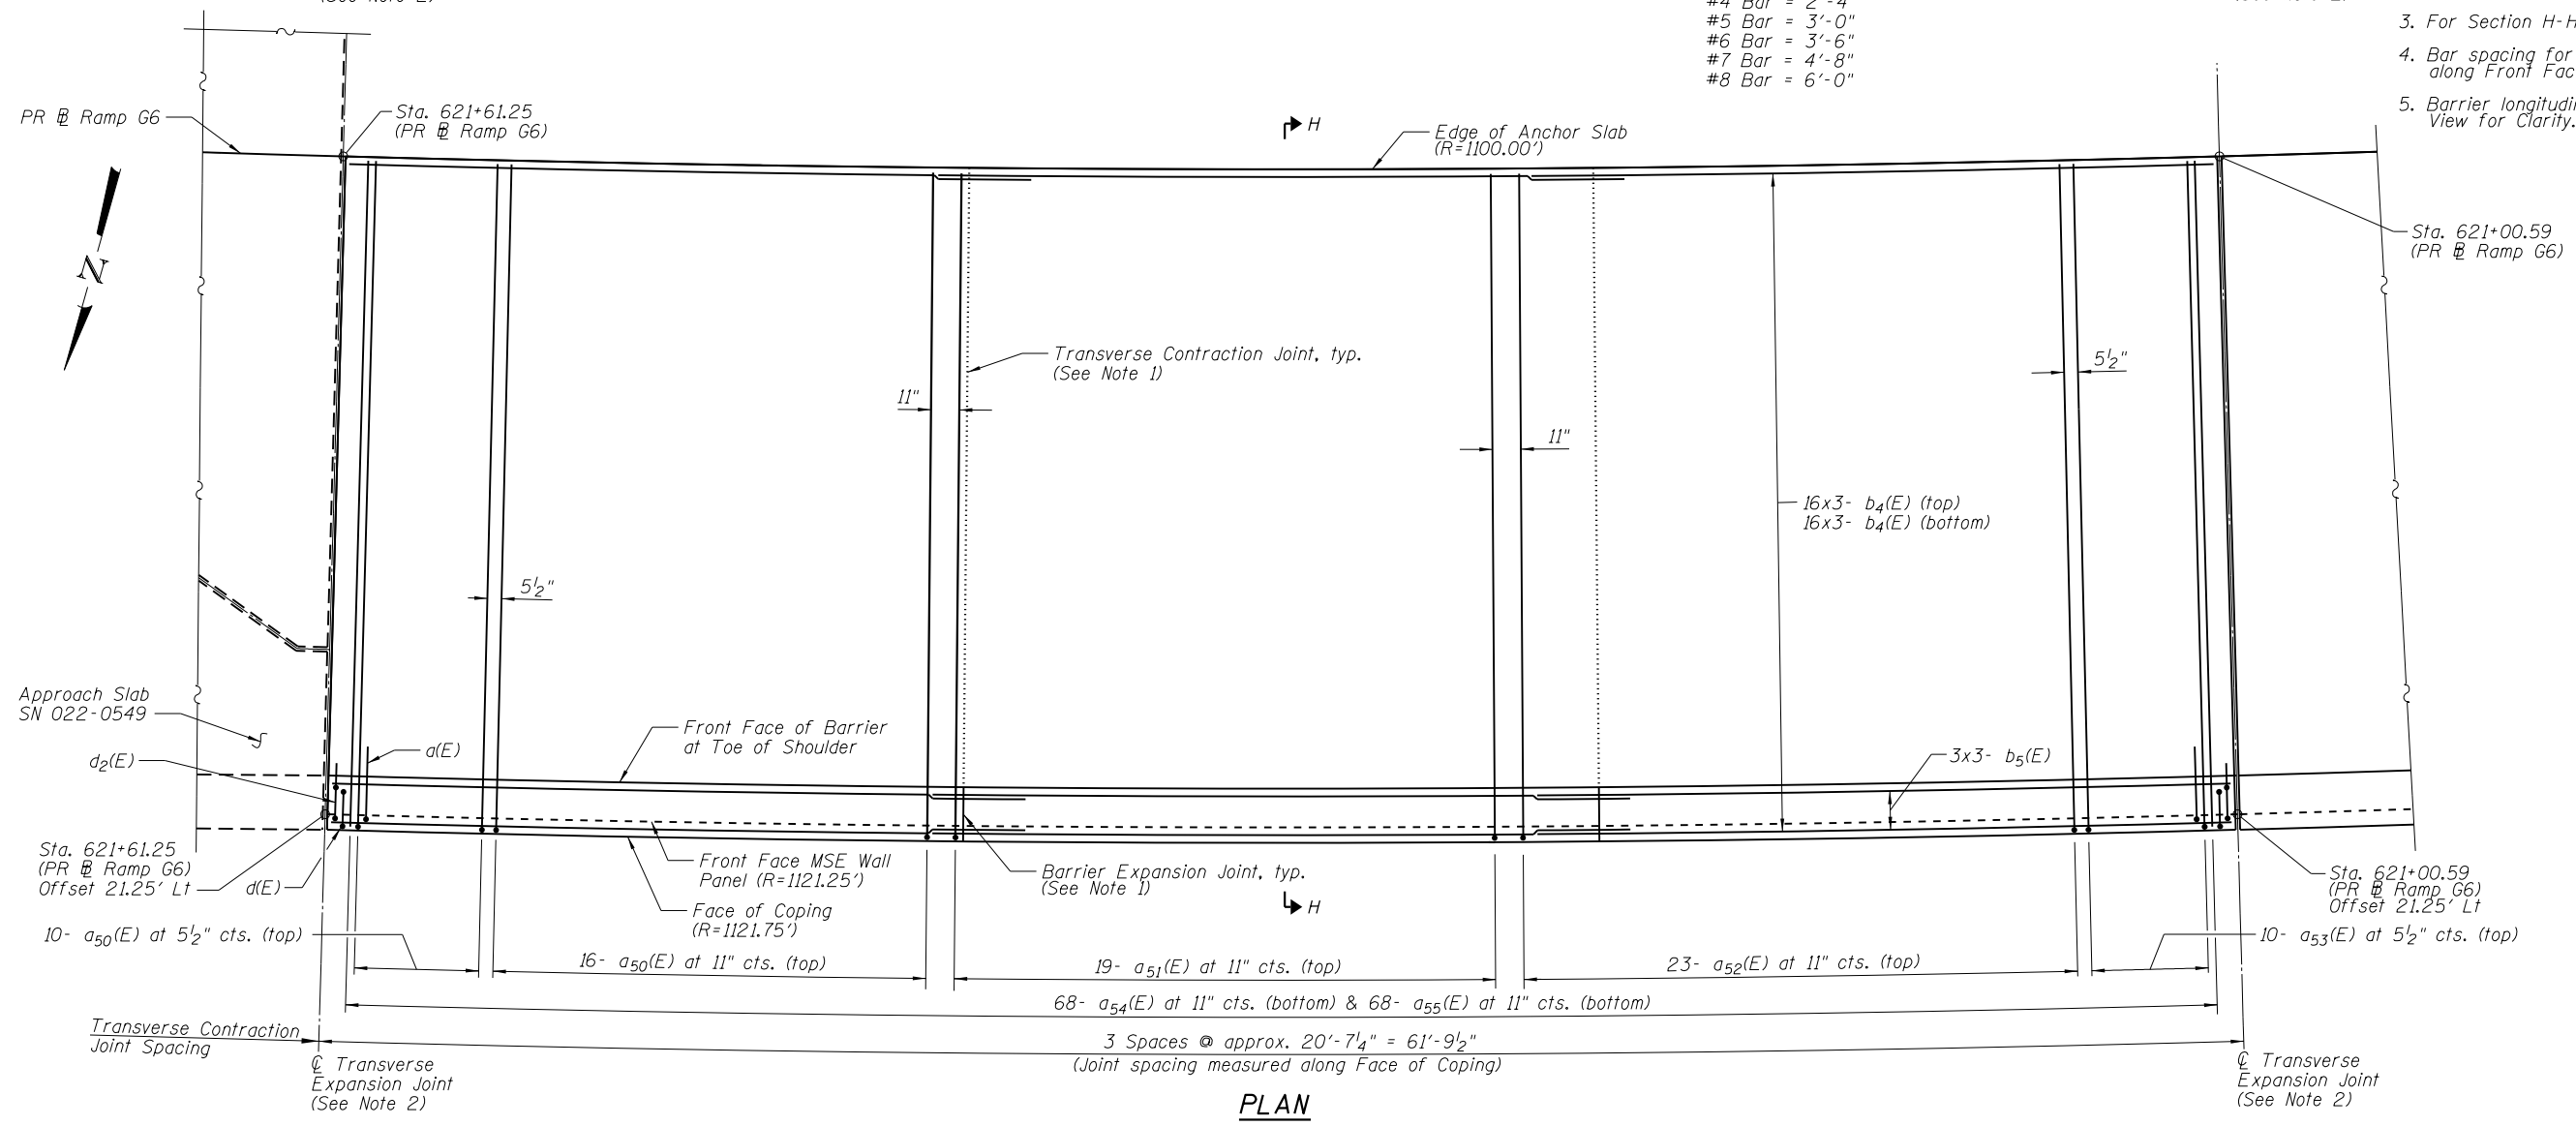 #5 Bar = 3'-0"
#6 Bar = 3'-6"
#7 Bar = 4'-8"
#8 Bar = 6'-0"
3. For Section H-H
4. Bar spacing for
along Front Fac
5. Barrier longitudi
View for Clarity.
PR ℄ Ramp G6
Sta. 621+61.25
(PR ℄ Ramp G6)
H
Edge of Anchor Slab
(R=1100.00')
N
Sta. 621+00.59
(PR ℄ Ramp G6)
Transverse Contraction Joint, typ.
(See Note 1)
11"
11"
5½"
5½"
16x3- b4(E) (top)
16x3- b4(E) (bottom)
Approach Slab
SN 022-0549
d2(E)
a(E)
Front Face of Barrier
at Toe of Shoulder
3x3- b5(E)
Sta. 621+61.25
(PR ℄ Ramp G6)
Offset 21.25' Lt
d(E)
Front Face MSE Wall
Panel (R=1121.25')
Face of Coping
(R=1121.75')
Barrier Expansion Joint, typ.
(See Note 1)
H
Sta. 621+00.59
(PR ℄ Ramp G6)
Offset 21.25' Lt
10- a50(E) at 5½" cts. (top)
16- a50(E) at 11" cts. (top)
19- a51(E) at 11" cts. (top)
23- a52(E) at 11" cts. (top)
10- a53(E) at 5½" cts. (top)
68- a54(E) at 11" cts. (bottom) & 68- a55(E) at 11" cts. (bottom)
Transverse Contraction
Joint Spacing
3 Spaces @ approx. 20'-7¼" = 61'-9½"
(Joint spacing measured along Face of Coping)
℄ Transverse
Expansion Joint
(See Note 2)
℄ Transverse
Expansion Joint
(See Note 2)
PLAN